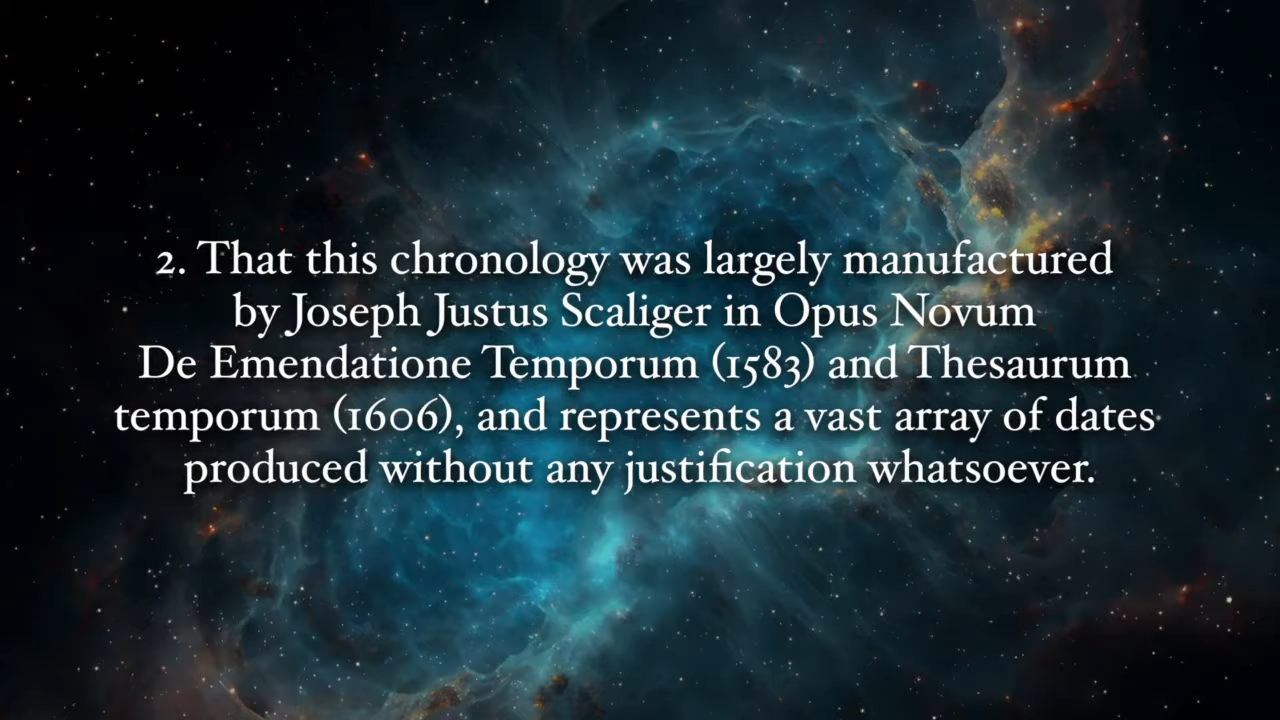 2. That this chronology was largely manufactured
by Joseph Justus Scaliger in Opus Novum
De Emendatione Temporum (1583) and Thesaurum
temporum (1606), and represents a vast array of dates
produced without any justification whatsoever.